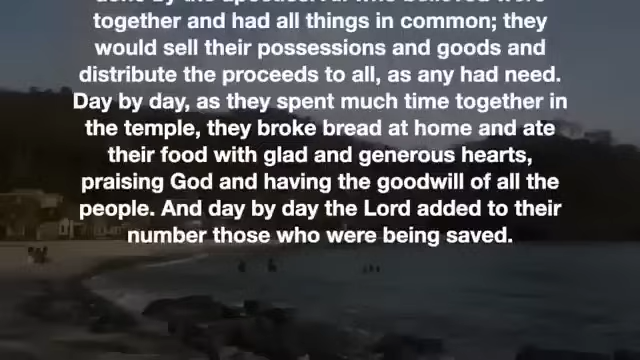 done by the apostles. All who believed were
together and had all things in common; they
would sell their possessions and goods and
distribute the proceeds to all, as any had need.
Day by day, as they spent much time together in
the temple, they broke bread at home and ate
their food with glad and generous hearts,
praising God and having the goodwill of all the
people. And day by day the Lord added to their
number those who were being saved.